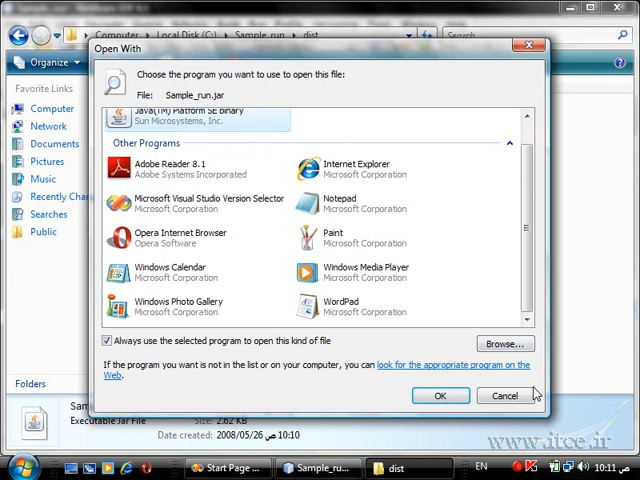 Computer ▸ Local Disk (C:) ▸ Sample_run ▸ dist
Search
Organize
Favorite Links
Computer
Network
Documents
Pictures
Music
Recently Chan
Searches
Public
Folders
Open With
Choose the program you want to use to open this file:
File: Sample_run.jar
Java(TM) Platform SE binary
Sun Microsystems, Inc.
Other Programs
Adobe Reader 8.1
Adobe Systems Incorporated
Internet Explorer
Microsoft Corporation
Microsoft Visual Studio Version Selector
Microsoft Corporation
Notepad
Microsoft Corporation
Opera Internet Browser
Opera Software
Paint
Microsoft Corporation
Windows Calendar
Microsoft Corporation
Windows Media Player
Microsoft Corporation
Windows Photo Gallery
Microsoft Corporation
WordPad
Microsoft Corporation
Always use the selected program to open this kind of file
Browse...
If the program you want is not in the list or on your computer, you can look for the appropriate program on the
Web.
OK
Cancel
Sam
Executable Jar File
Size: 2.62 KB
Date created: 2008/05/26 ص 10:10
www.itce.ir
Start Page ...
Sample_run...
dist
EN
10:11 ص